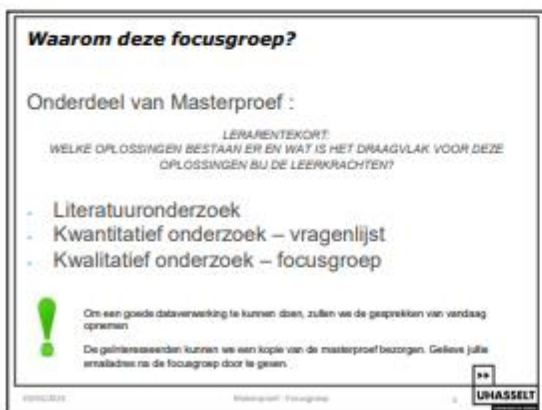 Waarom deze focusgroep?
Onderdeel van Masterproef :
LERARENTEKORT:
WELKE OPLOSSINGEN BESTAAN ER EN WAT IS HET DRAAGVLAK VOOR DEZE
OPLOSSINGEN BIJ DE LEERKRACHTEN?
- Literatuuronderzoek
- Kwantitatief onderzoek – vragenlijst
- Kwalitatief onderzoek – focusgroep
Om een goede dataverwerking te kunnen doen, zullen we de gesprekken van vandaag
opnemen
De geïnteresseerden kunnen we een kopie van de masterproef bezorgen. Gelieve jullie
emailadres na de focusgroep door te geven.
Masterproef - Focusgroep
UHASSELT